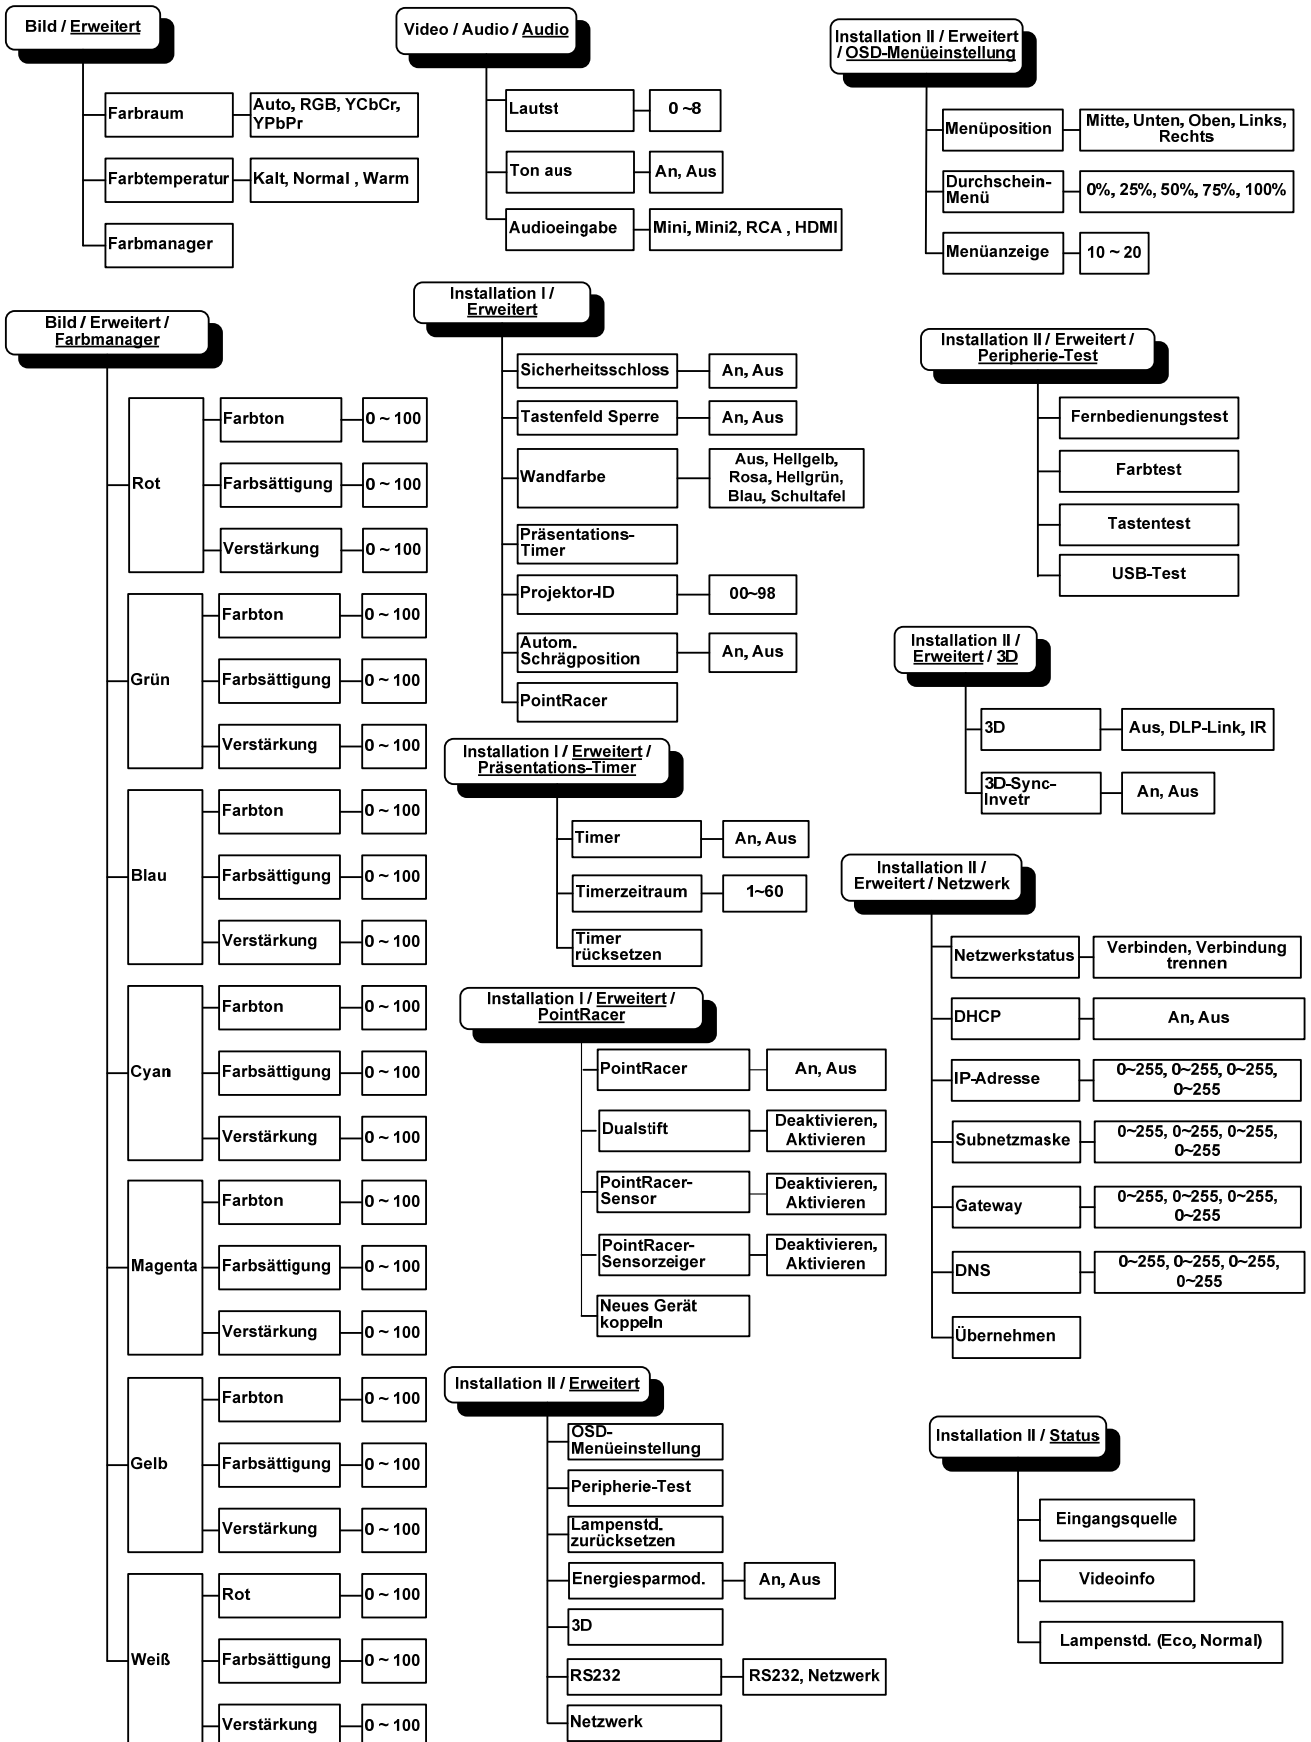 Bild / Erweitert
Farbraum
Auto, RGB, YCbCr,
YPbPr
Farbtemperatur
Kalt, Normal , Warm
Farbmanager
Video / Audio / Audio
Lautst
0 ~8
Ton aus
An, Aus
Audioeingabe
Mini, Mini2, RCA , HDMI
Installation II / Erweitert
/ OSD-Menüeinstellung
Menüposition
Mitte, Unten, Oben, Links,
Rechts
Durchschein-
Menü
0%, 25%, 50%, 75%, 100%
Menüanzeige
10 ~ 20
Bild / Erweitert /
Farbmanager
Rot
Farbton
0 ~ 100
Farbsättigung
0 ~ 100
Verstärkung
0 ~ 100
Grün
Farbton
0 ~ 100
Farbsättigung
0 ~ 100
Verstärkung
0 ~ 100
Blau
Farbton
0 ~ 100
Farbsättigung
0 ~ 100
Verstärkung
0 ~ 100
Cyan
Farbton
0 ~ 100
Farbsättigung
0 ~ 100
Verstärkung
0 ~ 100
Magenta
Farbton
0 ~ 100
Farbsättigung
0 ~ 100
Verstärkung
0 ~ 100
Gelb
Farbton
0 ~ 100
Farbsättigung
0 ~ 100
Verstärkung
0 ~ 100
Weiß
Rot
0 ~ 100
Farbsättigung
0 ~ 100
Verstärkung
0 ~ 100
Installation I /
Erweitert
Sicherheitsschloss
An, Aus
Tastenfeld Sperre
An, Aus
Wandfarbe
Aus, Hellgelb,
Rosa, Hellgrün,
Blau, Schultafel
Präsentations-
Timer
Projektor-ID
00~98
Autom.
Schrägposition
An, Aus
PointRacer
Installation I / Erweitert /
Präsentations-Timer
Timer
An, Aus
Timerzeitraum
1~60
Timer
rücksetzen
Installation I / Erweitert /
PointRacer
PointRacer
An, Aus
Dualstift
Deaktivieren,
Aktivieren
PointRacer-
Sensor
Deaktivieren,
Aktivieren
PointRacer-
Sensorzeiger
Deaktivieren,
Aktivieren
Neues Gerät
koppeln
Installation II / Erweitert
OSD-
Menüeinstellung
Peripherie-Test
Lampenstd.
zurücksetzen
Energiesparmod.
An, Aus
3D
RS232
RS232, Netzwerk
Netzwerk
Installation II / Erweitert /
Peripherie-Test
Fernbedienungstest
Farbtest
Tastentest
USB-Test
Installation II /
Erweitert / 3D
3D
Aus, DLP-Link, IR
3D-Sync-
Invetr
An, Aus
Installation II /
Erweitert / Netzwerk
Netzwerkstatus
Verbinden, Verbindung
trennen
DHCP
An, Aus
IP-Adresse
0~255, 0~255, 0~255,
0~255
Subnetzmaske
0~255, 0~255, 0~255,
0~255
Gateway
0~255, 0~255, 0~255,
0~255
DNS
0~255, 0~255, 0~255,
0~255
Übernehmen
Installation II / Status
Eingangsquelle
Videoinfo
Lampenstd. (Eco, Normal)